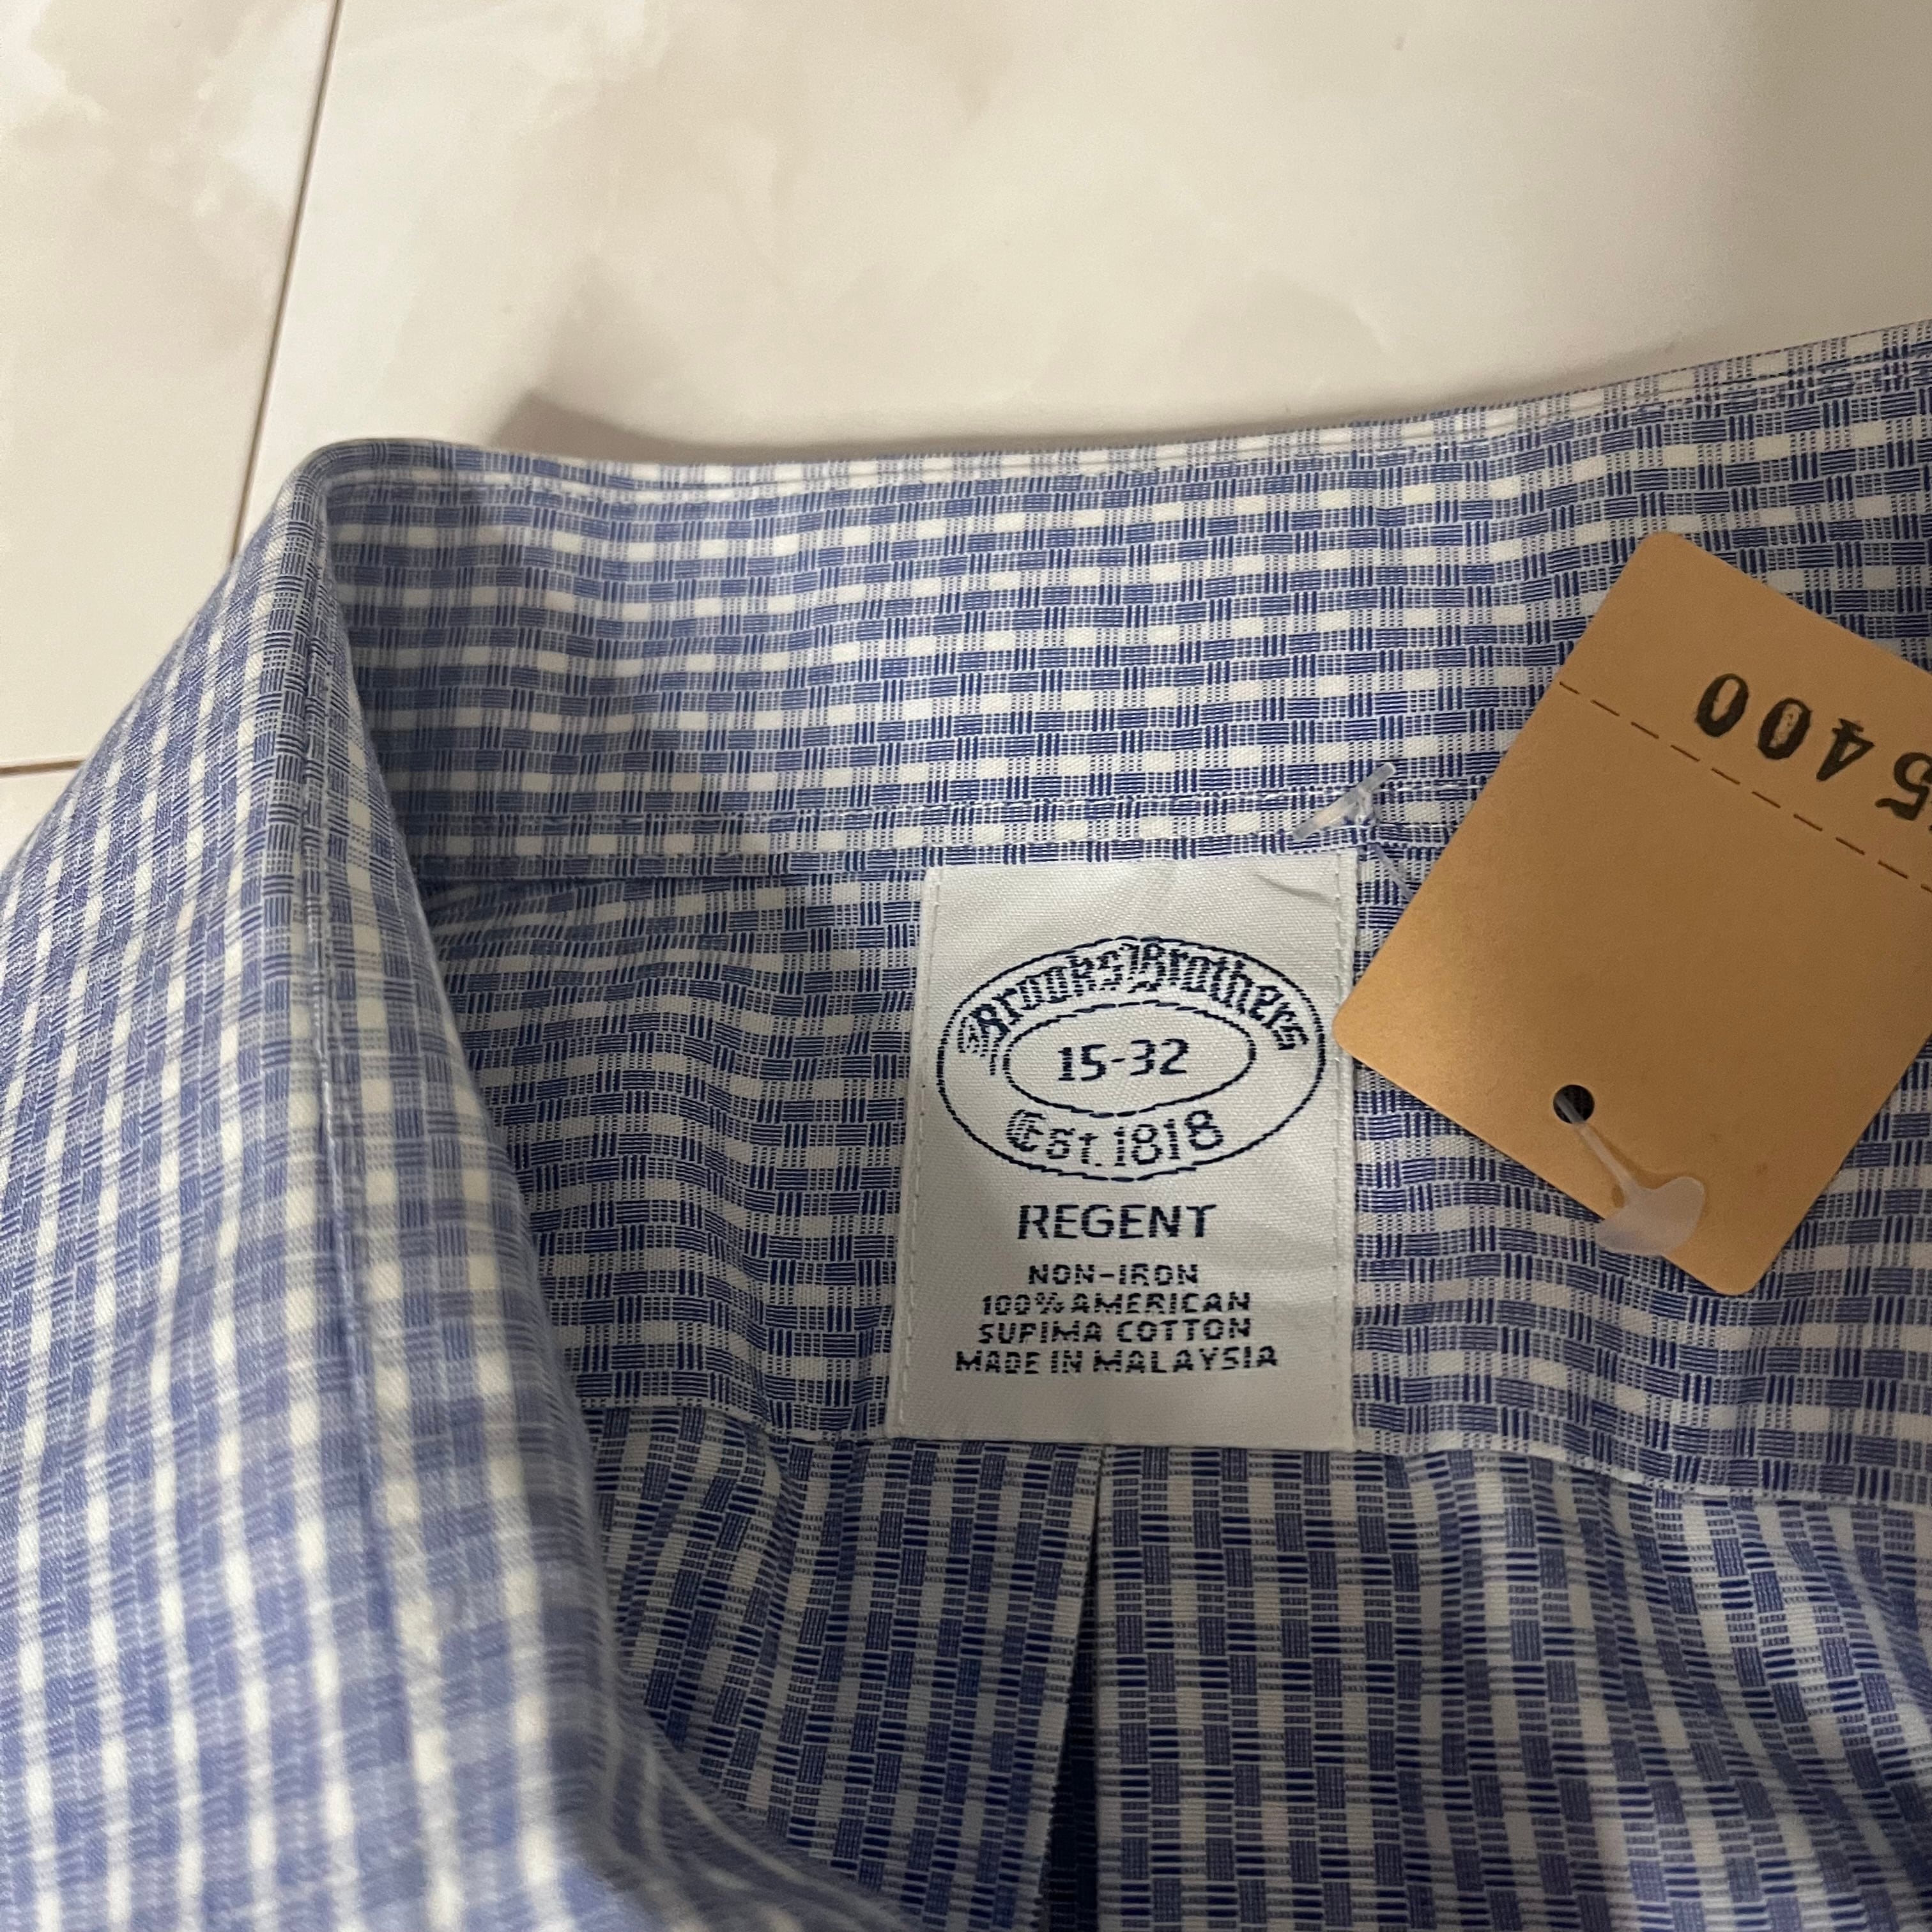 Brooks Brothers
15-32
Est. 1818
REGENT
NON-IRON
100% AMERICAN
SUPIMA COTTON
MADE IN MALAYSIA
5400